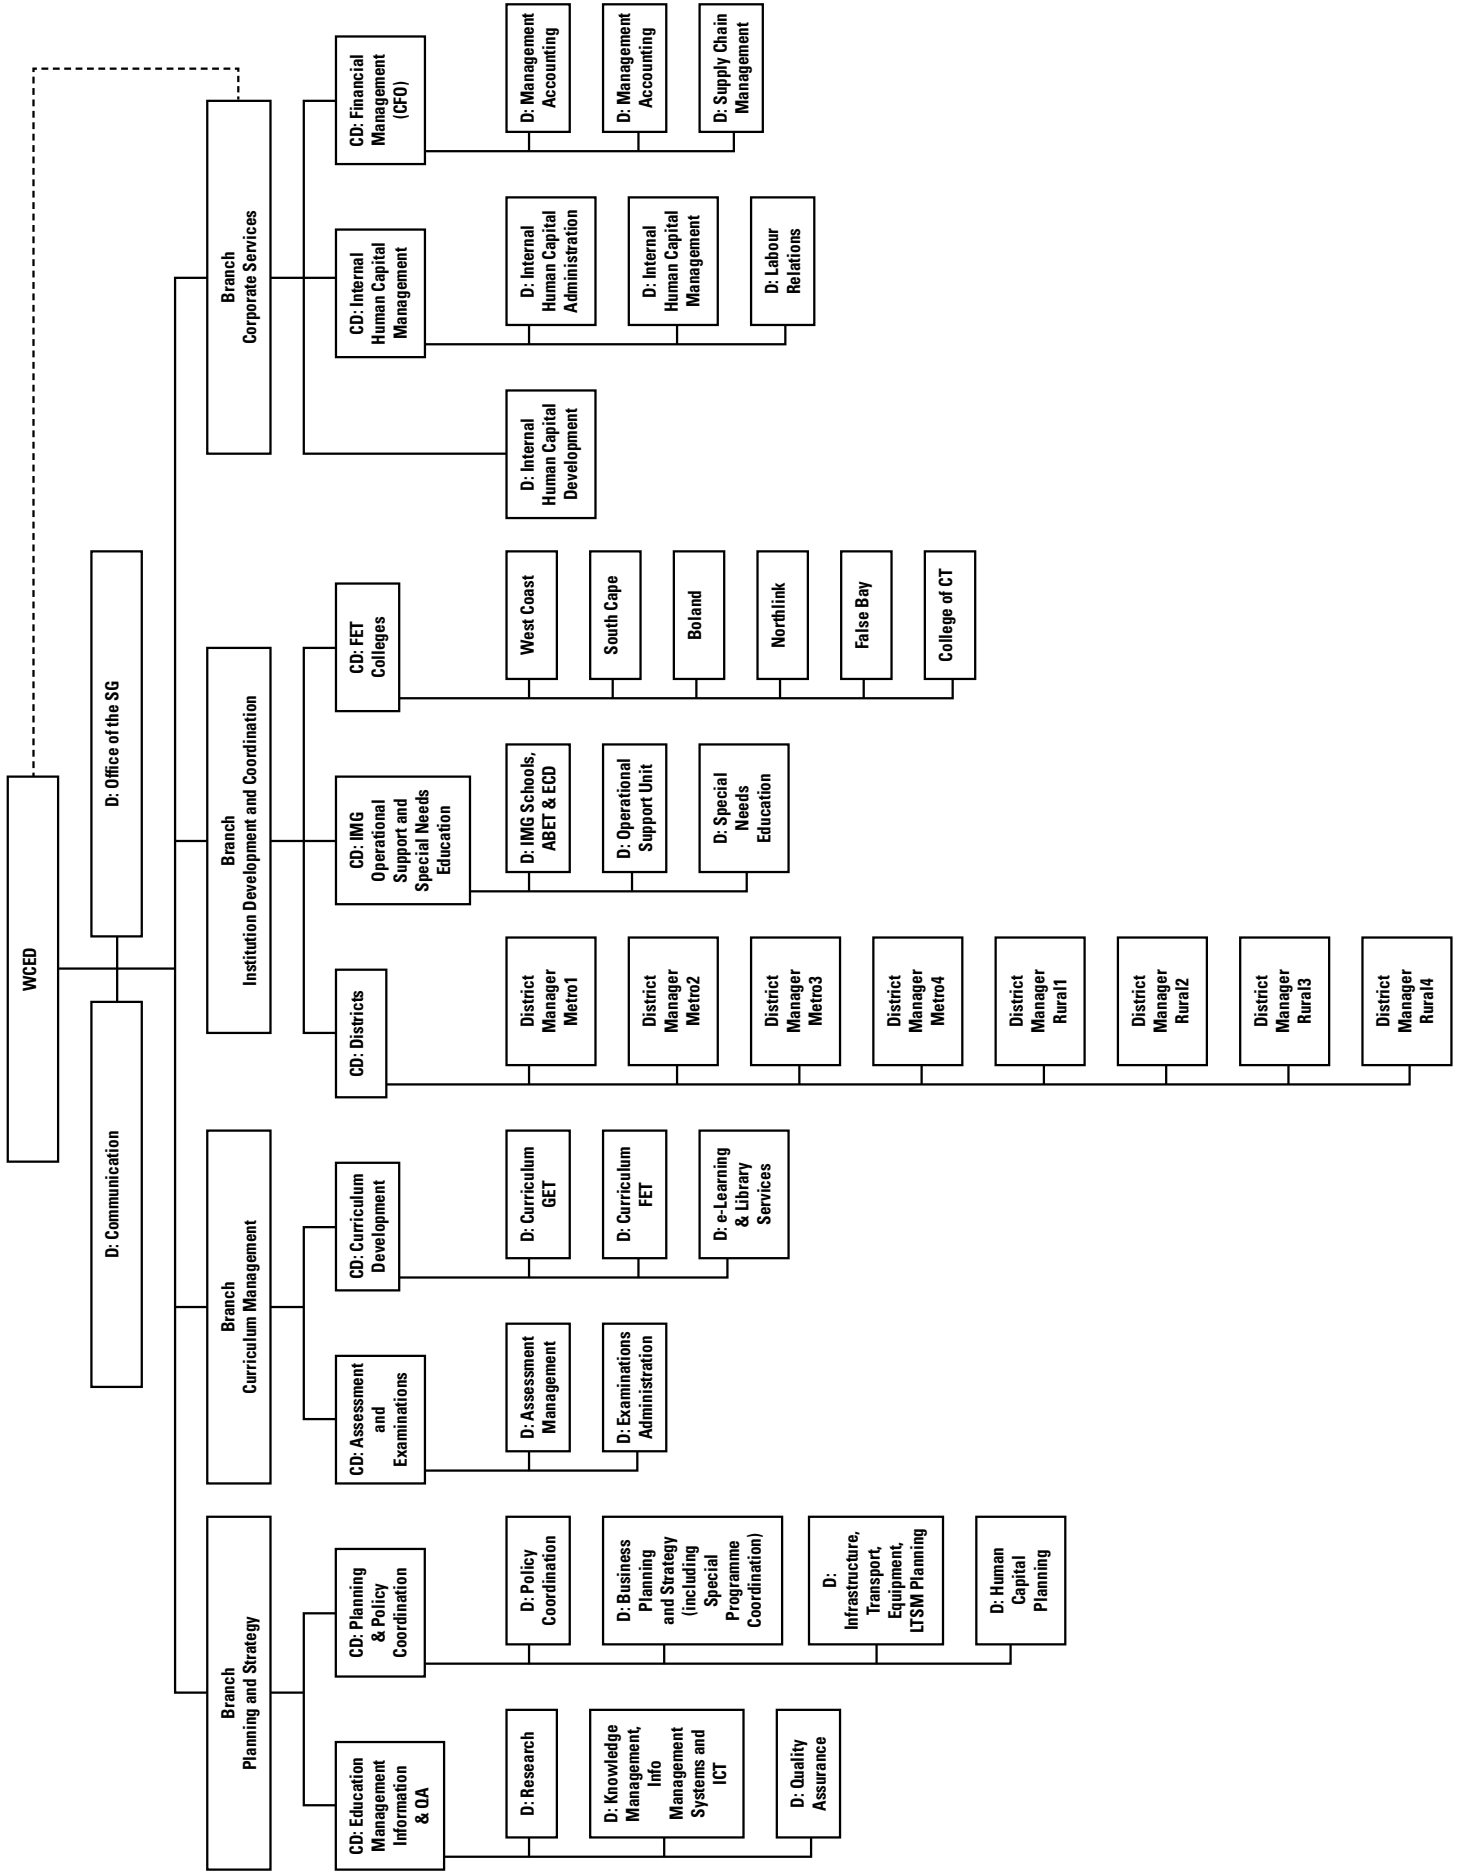 WCED
D: Communication
D: Office of the SG
Branch
Planning and Strategy
CD: Education
Management
Information
& QA
D: Research
D: Knowledge
Management,
Info
Management
Systems and
ICT
D: Quality
Assurance
CD: Planning
& Policy
Coordination
D: Policy
Coordination
D: Business
Planning
and Strategy
(including
Special
Programme
Coordination)
D:
Infrastructure,
Transport,
Equipment,
LTSM Planning
D: Human
Capital
Planning
Branch
Curriculum Management
CD: Assessment
and
Examinations
D: Assessment
Management
D: Examinations
Administration
CD: Curriculum
Development
D: Curriculum
GET
D: Curriculum
FET
D: e-Learning
& Library
Services
Branch
Institution Development and Coordination
CD: Districts
District
Manager
Metro1
District
Manager
Metro2
District
Manager
Metro3
District
Manager
Metro4
District
Manager
Rural1
District
Manager
Rural2
District
Manager
Rural3
District
Manager
Rural4
CD: IMG
Operational
Support and
Special Needs
Education
D: IMG Schools,
ABET & ECD
D: Operational
Support Unit
D: Special
Needs
Education
CD: FET
Colleges
West Coast
South Cape
Boland
Northlink
False Bay
College of CT
Branch
Corporate Services
D: Internal
Human Capital
Development
CD: Internal
Human Capital
Management
D: Internal
Human Capital
Administration
D: Internal
Human Capital
Management
D: Labour
Relations
CD: Financial
Management
(CFO)
D: Management
Accounting
D: Management
Accounting
D: Supply Chain
Management